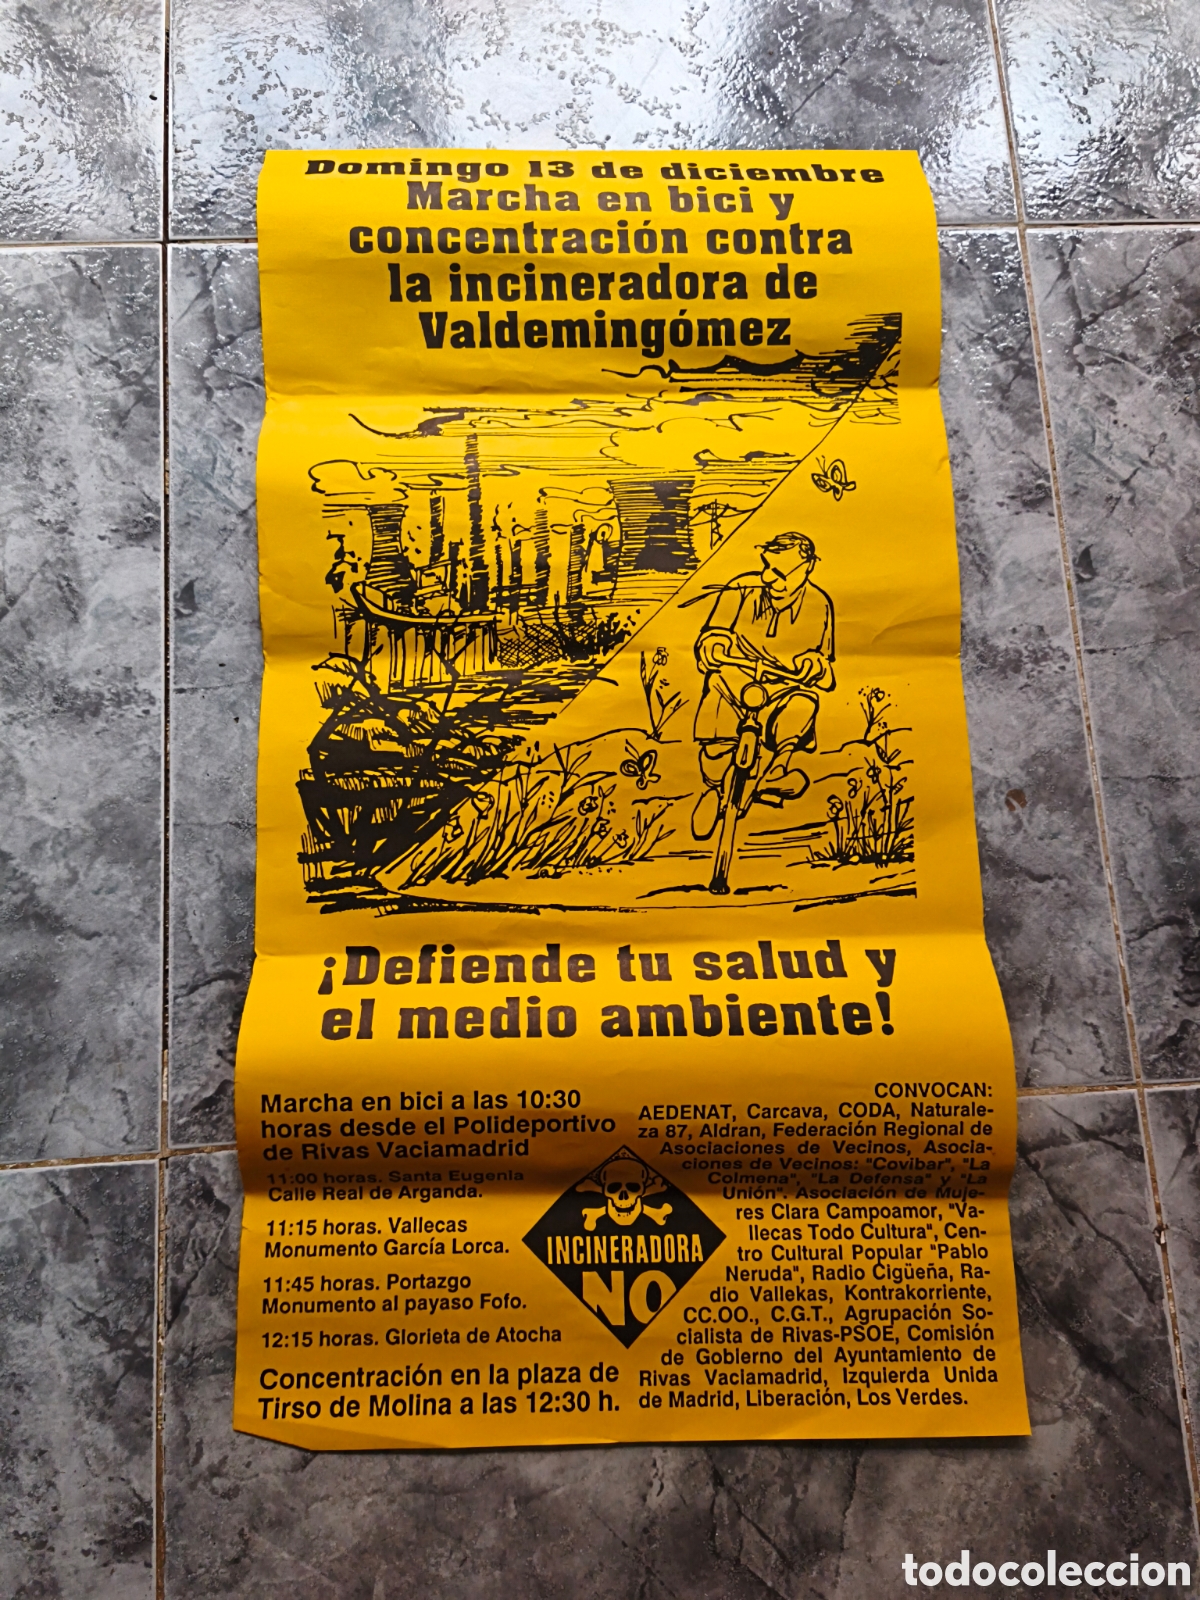 Domingo 13 de diciembre
Marcha en bici y
concentración contra
la incineradora de
Valdemingómez
¡Defiende tu salud y
el medio ambiente!
Marcha en bici a las 10:30
horas desde el Polideportivo
de Rivas Vaciamadrid
11:00 horas. Santa Eugenia
Calle Real de Arganda.
11:15 horas. Vallecas
Monumento García Lorca.
11:45 horas. Portazgo
Monumento al payaso Fofo.
12:15 horas. Glorieta de Atocha
Concentración en la plaza de
Tirso de Molina a las 12:30 h.
INCINERADORA
NO
CONVOCAN:
AEDENAT, Carcava, CODA, Naturale-
za 87, Aldran, Federación Regional de
Asociaciones de Vecinos, Asocia-
ciones de Vecinos: "Covibar", "La
Colmena", "La Defensa" y "La
Unión". Asociación de Muje-
res Clara Campoamor, "Va-
llecas Todo Cultura", Cen-
tro Cultural Popular "Pablo
Neruda", Radio Cigüeña, Ra-
dio Vallekas, Kontrakorriente,
CC.OO., C.G.T., Agrupación So-
cialista de Rivas-PSOE, Comisión
de Gobierno del Ayuntamiento de
Rivas Vaciamadrid, Izquierda Unida
de Madrid, Liberación, Los Verdes.
todocoleccion